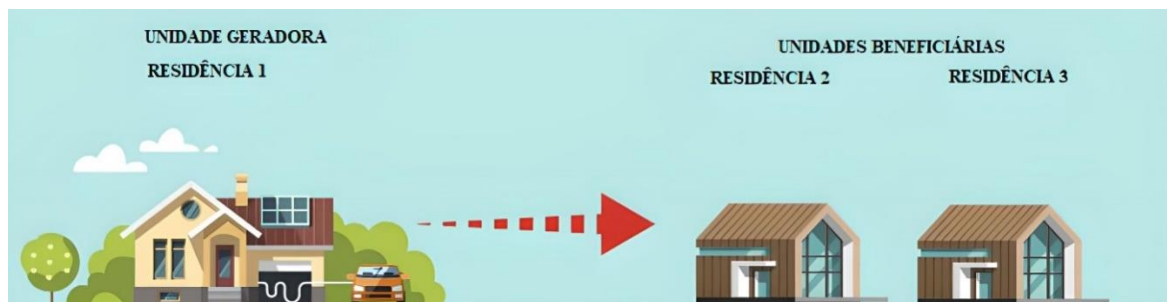 UNIDADE GERADORA
RESIDÊNCIA 1
UNIDADES BENEFICIÁRIAS
RESIDÊNCIA 2
RESIDÊNCIA 3